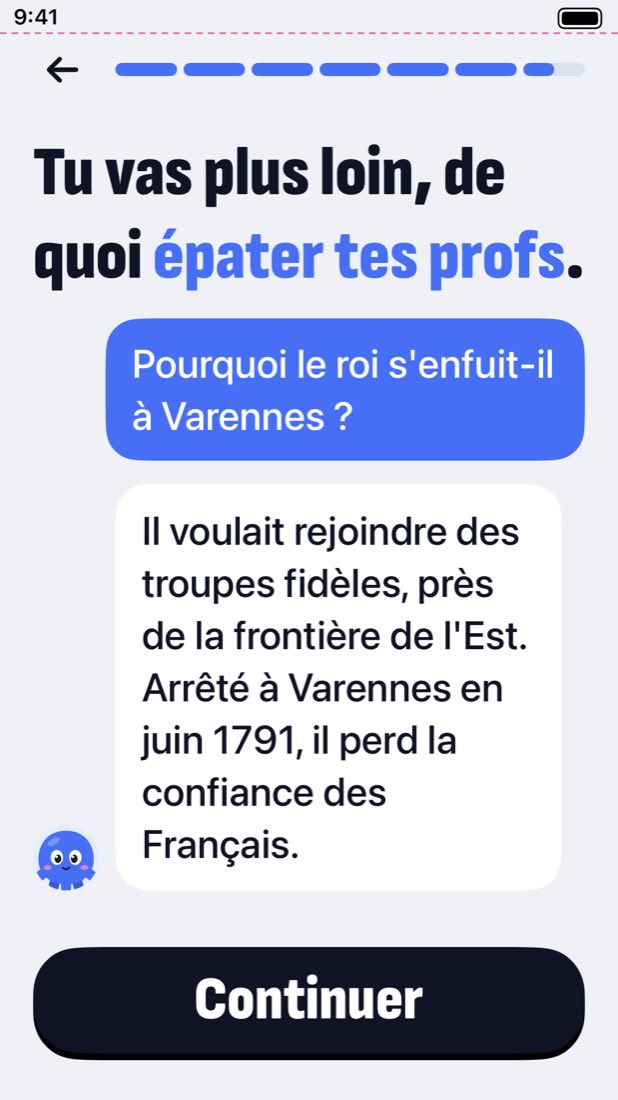 9:41
Tu vas plus loin, de
quoi épater tes profs.
Pourquoi le roi s'enfuit-il
à Varennes ?
Il voulait rejoindre des
troupes fidèles, près
de la frontière de l'Est.
Arrêté à Varennes en
juin 1791, il perd la
confiance des
Français.
Continuer